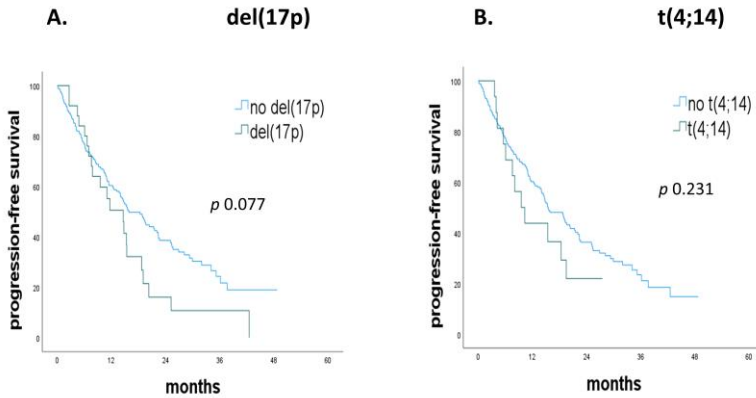 A. del(17p)
progression-free survival
100
80
60
40
20
0
no del(17p)
del(17p)
p 0.077
0 12 24 36 48 60
months
B. t(4;14)
progression-free survival
100
80
60
40
20
0
no t(4;14)
t(4;14)
p 0.231
0 12 24 36 48 60
months